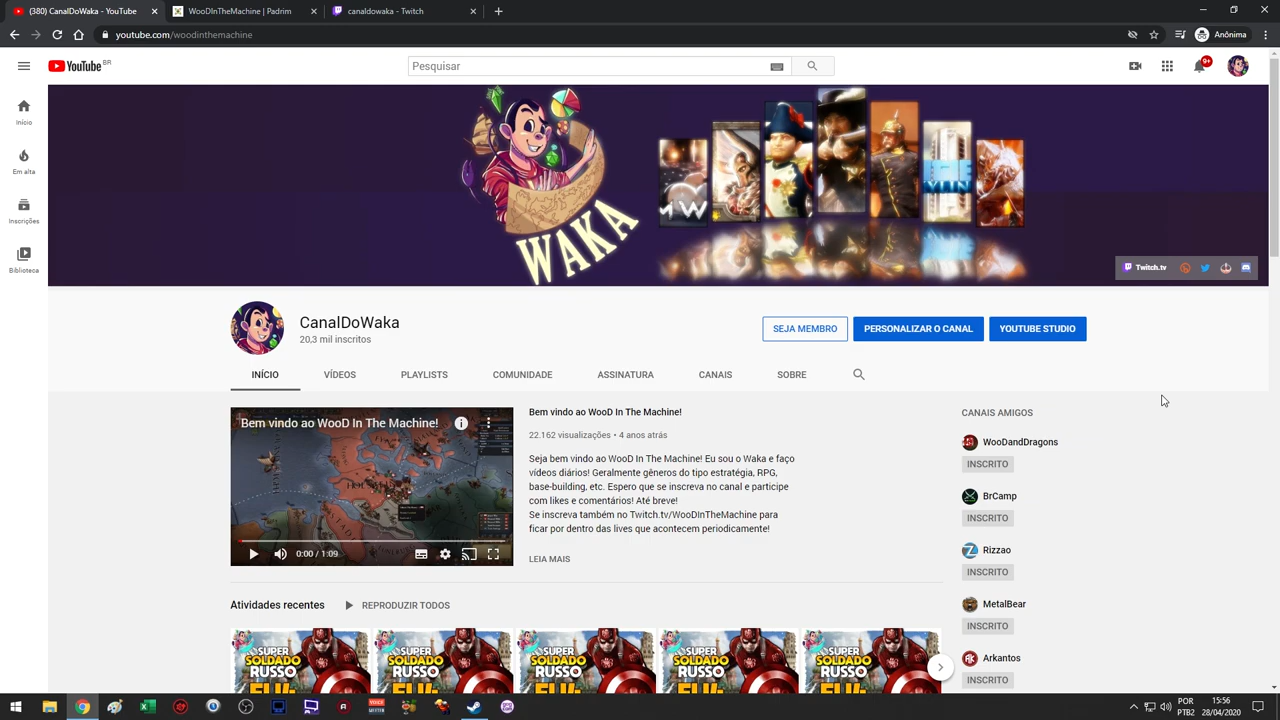 (380) CanalDoWaka - YouTube
WooDInTheMachine | Padrim
canaldowaka - YouTube
youtube.com/woodinthemachine
Anônima
YouTube BR
Pesquisar
9+
Início
Em alta
Inscrições
Biblioteca
WAKA
Twitch.tv
CanalDoWaka
20,3 mil inscritos
SEJA MEMBRO
PERSONALIZAR O CANAL
YOUTUBE STUDIO
INÍCIO
VÍDEOS
PLAYLISTS
COMUNIDADE
ASSINATURA
CANAIS
SOBRE
Bem vindo ao WooD In The Machine!
0:00 / 1:09
Bem vindo ao WooD In The Machine!
22.162 visualizações • 4 anos atrás
Seja bem vindo ao WooD In The Machine! Eu sou o Waka e faço
vídeos diários! Geralmente gêneros do tipo estratégia, RPG,
base-building, etc. Espero que se inscreva no canal e participe
com likes e comentários! Até breve!
Se inscreva também no Twitch.tv/WooDInTheMachine para
ficar por dentro das lives que acontecem periodicamente!
LEIA MAIS
CANAIS AMIGOS
WooDandDragons
INSCRITO
BrCamp
INSCRITO
Rizzao
INSCRITO
MetalBear
INSCRITO
Arkantos
INSCRITO
Atividades recentes
REPRODUZIR TODOS
SUPER
SOLDADO
RUSSO
SUPER
SOLDADO
RUSSO
SUPER
SOLDADO
RUSSO
SUPER
SOLDADO
RUSSO
SUPER
SOLDADO
RUSSO
POR
PTB2
15:56
28/04/2020